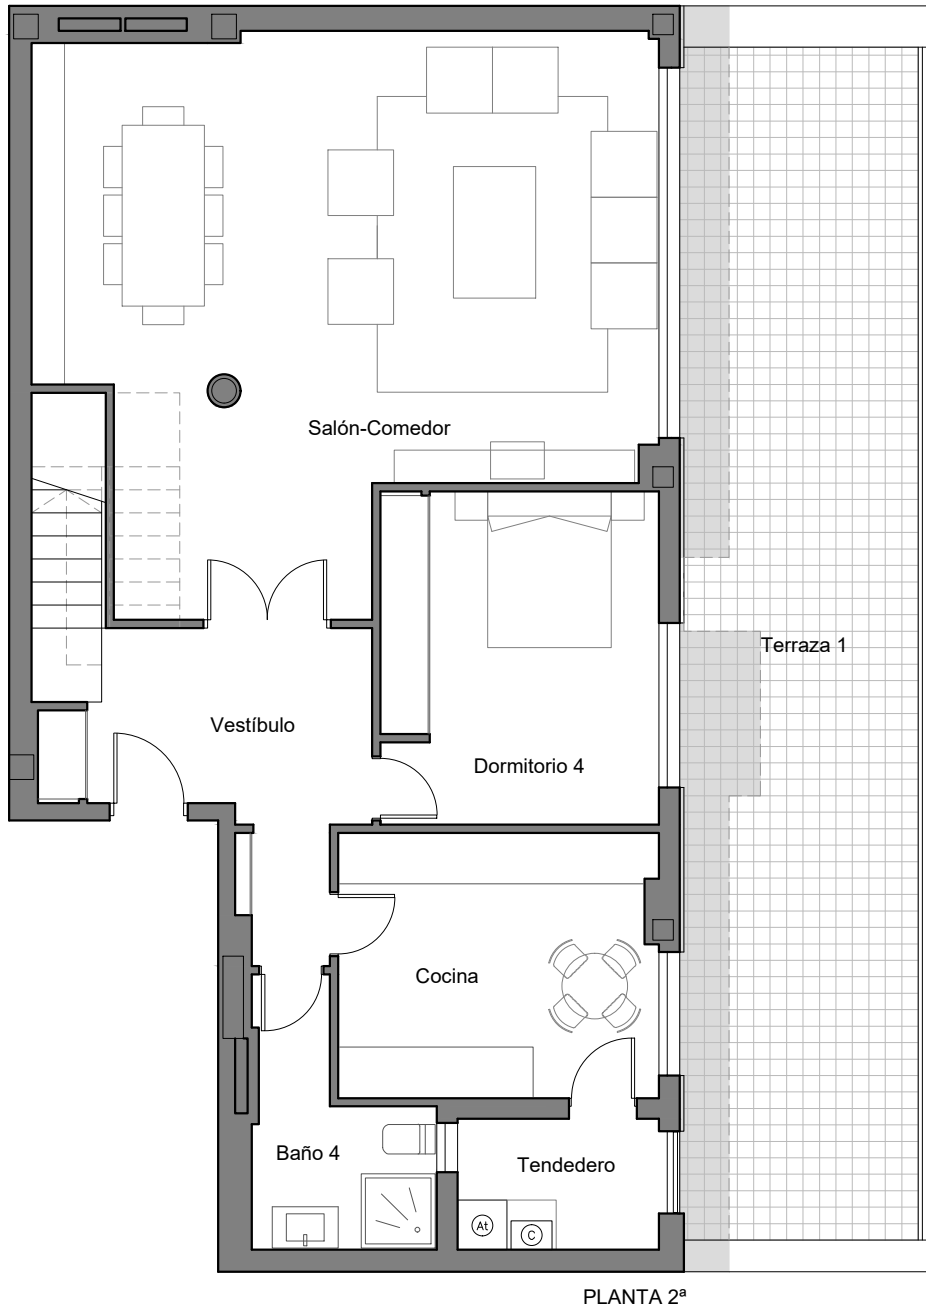 Salón-Comedor
Terraza 1
Vestíbulo
Dormitorio 4
Cocina
Baño 4
Tendedero
At
C
PLANTA 2ª